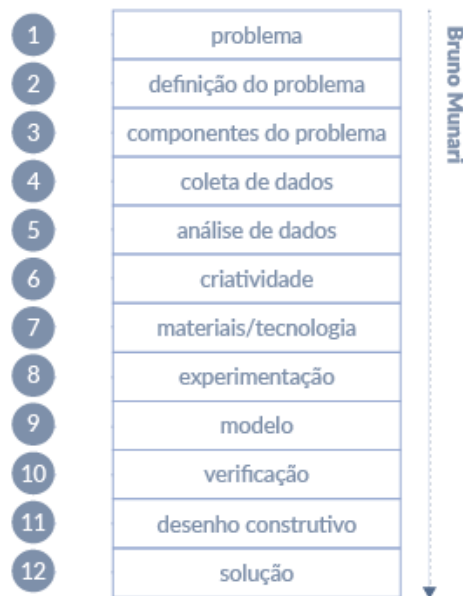 1 problema
2 definição do problema
3 componentes do problema
4 coleta de dados
5 análise de dados
6 criatividade
7 materiais/tecnologia
8 experimentação
9 modelo
10 verificação
11 desenho construtivo
12 solução
Bruno Munari